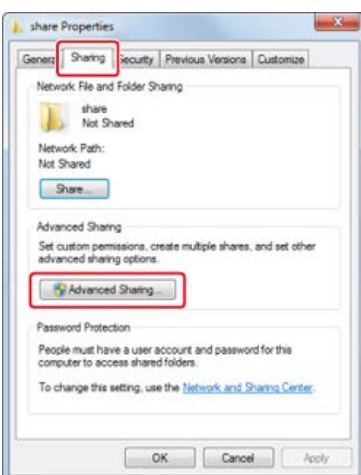 share Properties
General Sharing Security Previous Versions Customize
Network File and Folder Sharing
share
Not Shared
Network Path:
Not Shared
Share...
Advanced Sharing
Set custom permissions, create multiple shares, and set other
advanced sharing options.
Advanced Sharing...
Password Protection
People must have a user account and password for this
computer to access shared folders.
To change this setting, use the Network and Sharing Center.
OK Cancel Apply